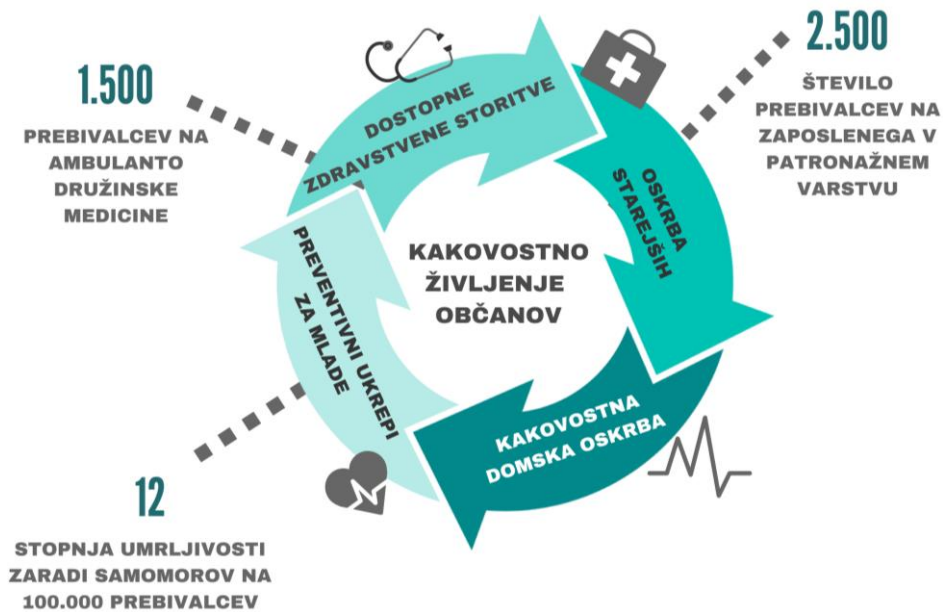 1.500
PREBIVALCEV NA
AMBULANTO
DRUŽINSKE
MEDICINE
DOSTOPNE
ZDRAVSTVENE STORITVE
2.500
ŠTEVILO
PREBIVALCEV NA
ZAPOSLENEGA V
PATRONAŽNEM
VARSTVU
OSKRBA
STAREJŠIH
KAKOVOSTNO
ŽIVLJENJE
OBČANOV
PREVENTIVNI UKREPI
ZA MLADE
KAKOVOSTNA
DOMSKA OSKRBA
12
STOPNJA UMRLJIVOSTI
ZARADI SAMOMOROV NA
100.000 PREBIVALCEV